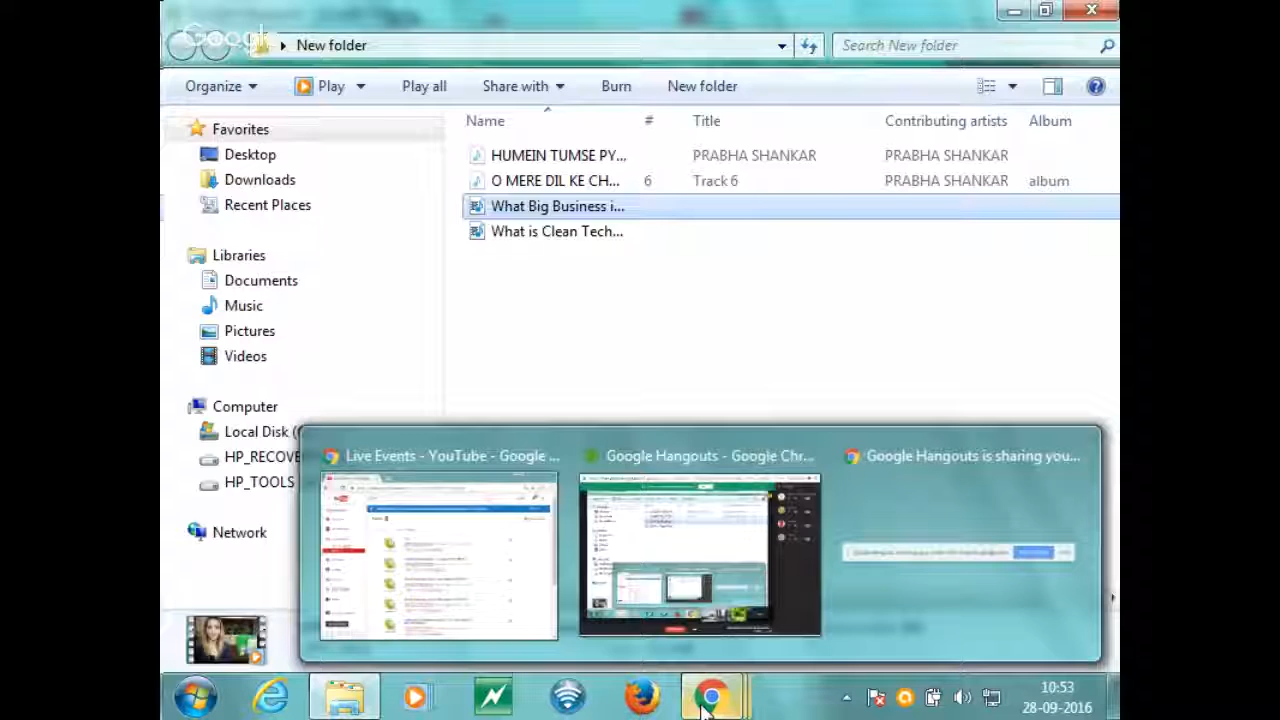 Google
New folder
Search New folder
Organize Play Play all Share with Burn New folder
Name # Title Contributing artists Album
Favorites
Desktop
Downloads
Recent Places
Libraries
Documents
Music
Pictures
Videos
Computer
Local Disk (
HP_RECOV
HP_TOOLS
Network
HUMEIN TUMSE PY... PRABHA SHANKAR PRABHA SHANKAR
O MERE DIL KE CH... 6 Track 6 PRABHA SHANKAR album
What Big Business i...
What is Clean Tech...
Live Events - YouTube - Google ...
Google Hangouts - Google Chr...
Google Hangouts is sharing you...
10:53
28-09-2016